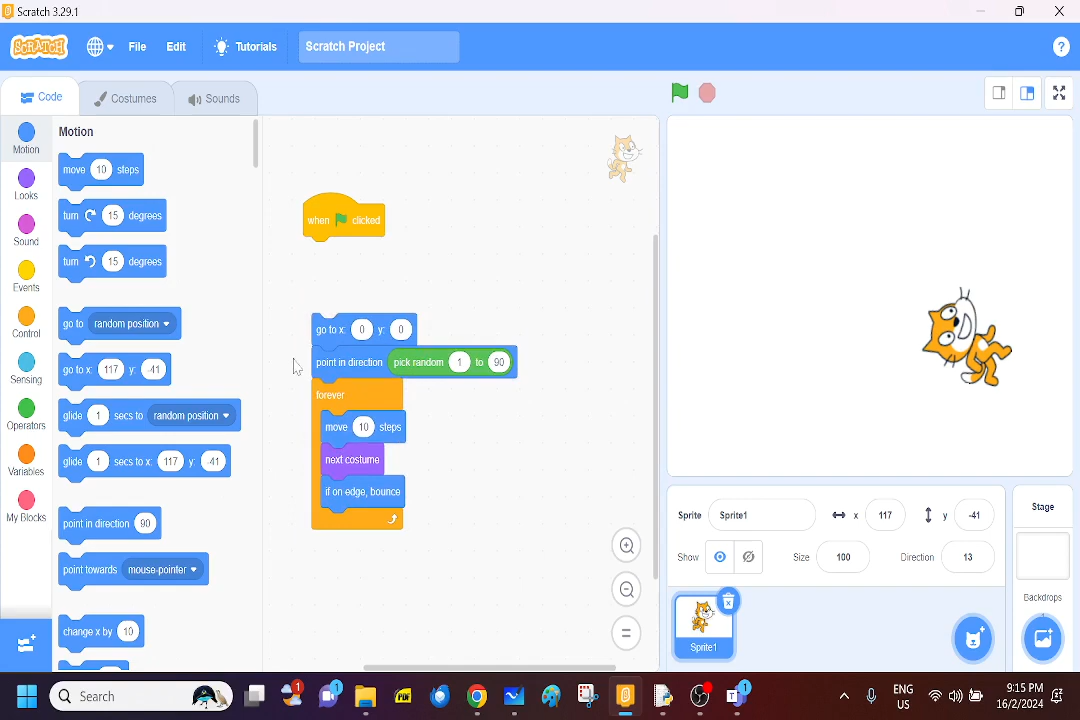 Scratch 3.29.1
SCRATCH File Edit Tutorials Scratch Project ?
Code Costumes Sounds
Motion
Looks
Sound
Events
Control
Sensing
Operators
Variables
My Blocks
Motion
move 10 steps
turn 15 degrees
turn 15 degrees
go to random position
go to x: 117 y: -41
glide 1 secs to random position
glide 1 secs to x: 117 y: -41
point in direction 90
point towards mouse-pointer
change x by 10
when clicked
go to x: 0 y: 0
point in direction pick random 1 to 90
forever
move 10 steps
next costume
if on edge, bounce
Sprite Sprite1 x 117 y -41
Show Size 100 Direction 13
Sprite1
Stage
Backdrops
Search 1 1 PDF 1 ENG 9:15 PM
US 16/2/2024